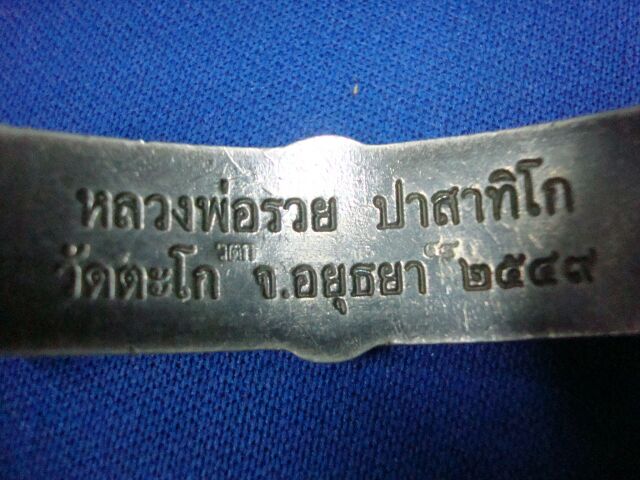 หลวงพ่อรวย ปาสาทิโก
วัดตะโก จ.อยุธยา ๒๕๔๙